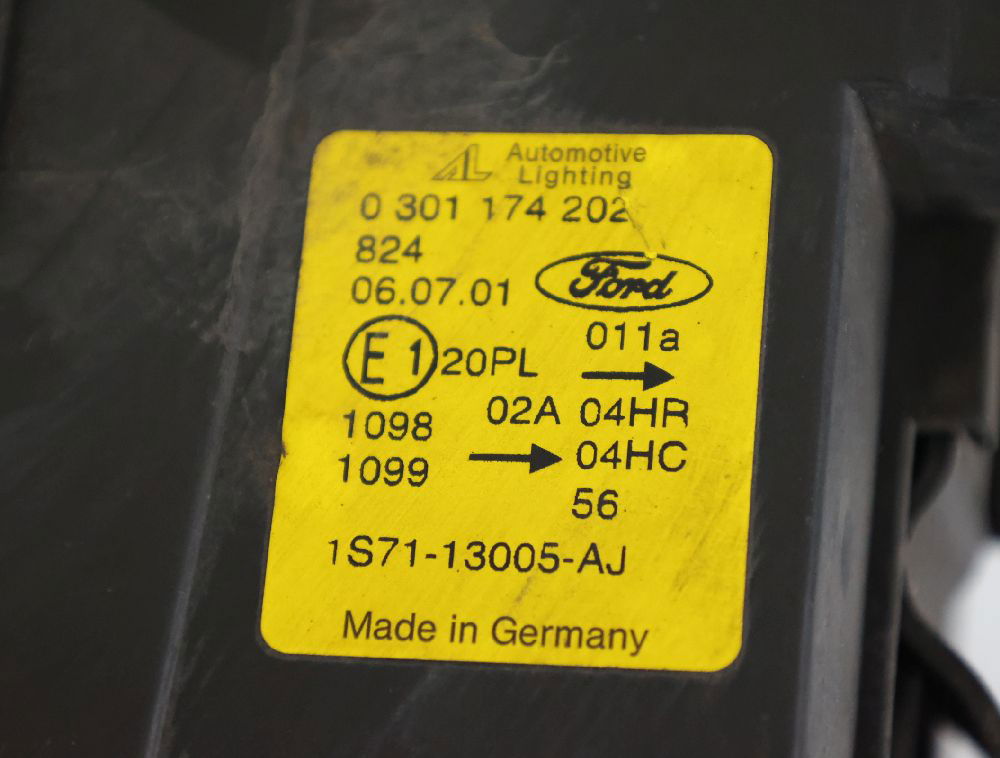 AL Automotive
Lighting
0 301 174 202
824
Ford
06.07.01
011a
E1 20PL →
02A 04HR
1098
→ 04HC
1099
56
1S71-13005-AJ
Made in Germany